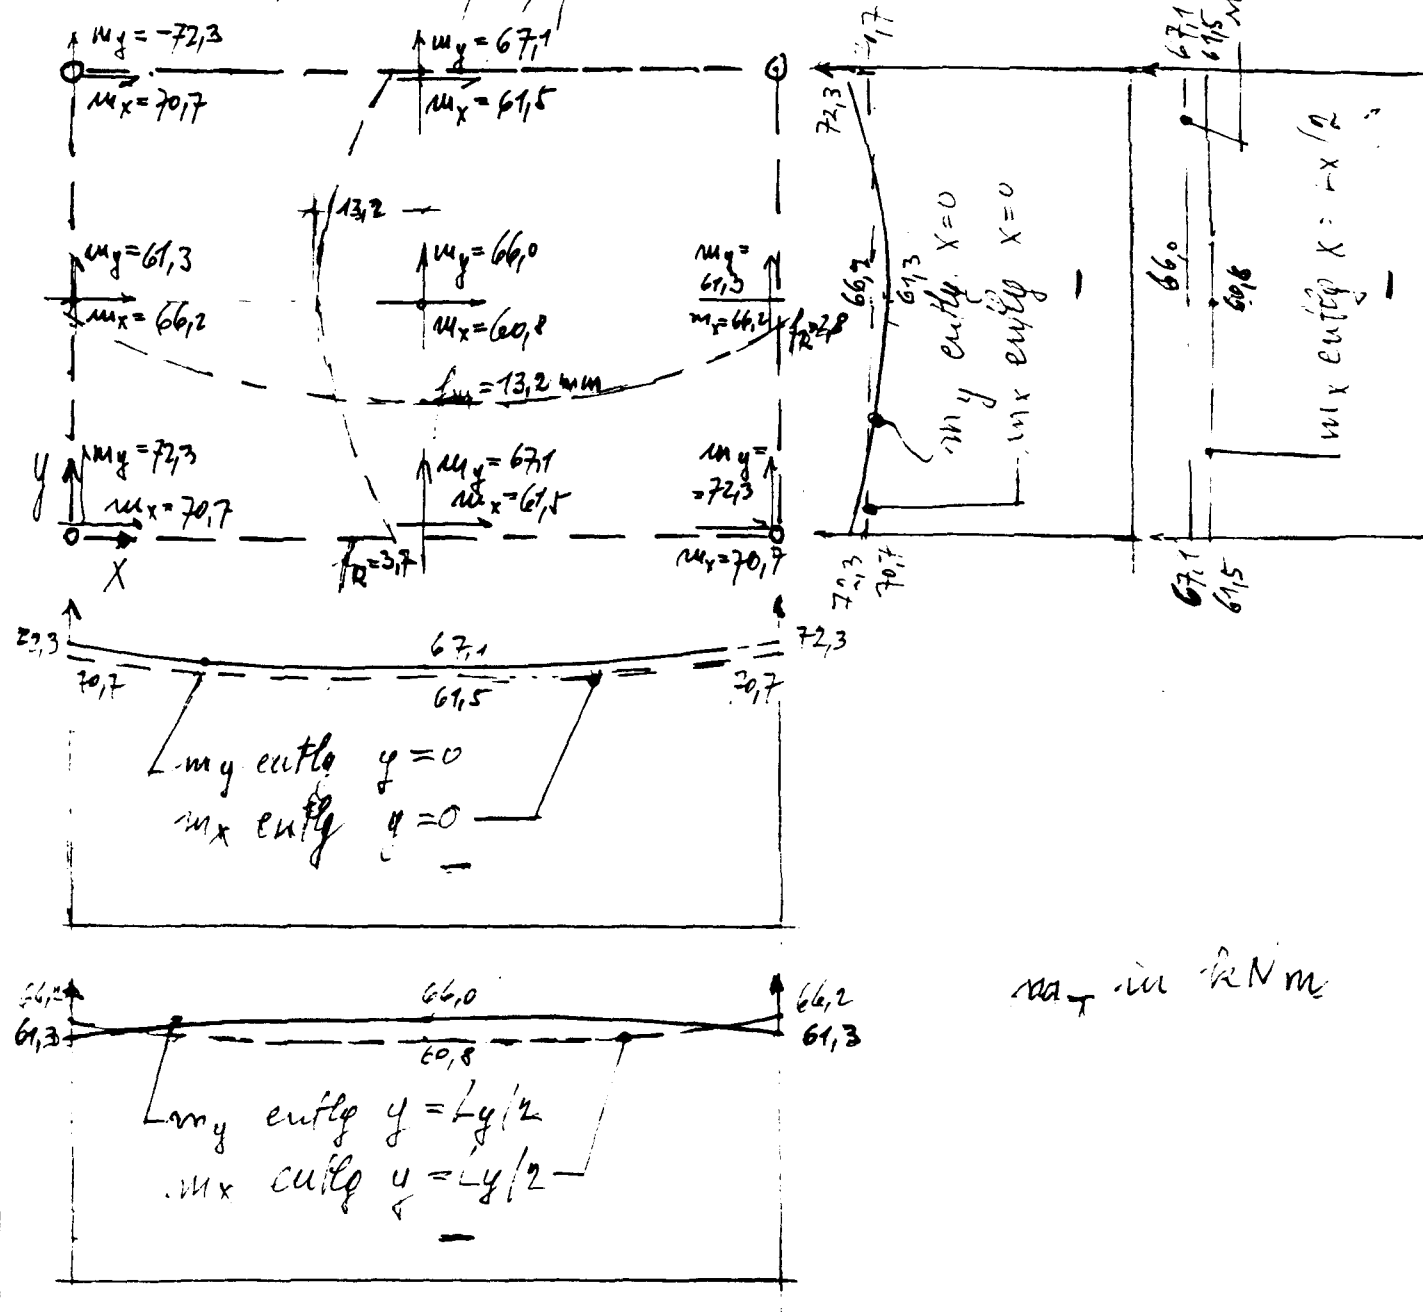 my = -72,3
mx = 70,7
my = 67,1
mx = 61,5
13,2
my = 61,3
mx = 66,2
my = 66,0
mx = 60,8
my =
61,3
mx = 66,2
fR = 2,8
fm = 13,2 mm
y
my = 72,3
mx = 70,7
x
my = 67,1
mx = 61,5
my =
= 72,3
mx = 70,7
fR = 3,7
72,3
66,2
61,3
72,3
70,7
my entlg x = 0
mx entlg x = 0
67,1
61,5
66,0
60,8
67,1
61,5
72,3
67,1
72,3
70,7
61,5
70,7
my entlg y = 0
mx entlg y = 0
66,2
61,3
66,0
60,8
66,2
61,3
my entlg y = Ly/2
mx entlg y = Ly/2
mT in kNm